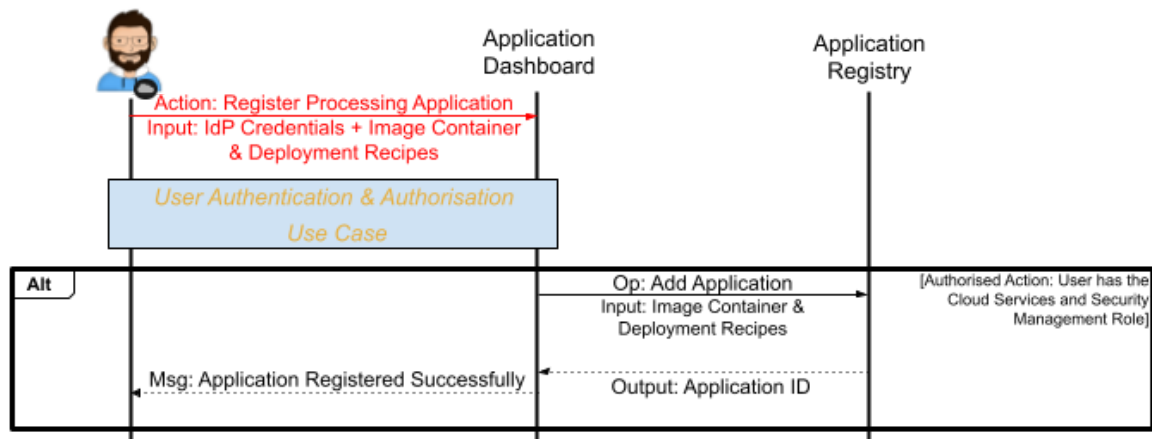 Application
Dashboard
Application
Registry
Action: Register Processing Application
Input: IdP Credentials + Image Container
& Deployment Recipes
User Authentication & Authorisation
Use Case
Alt
Op: Add Application
Input: Image Container &
Deployment Recipes
[Authorised Action: User has the
Cloud Services and Security
Management Role]
Msg: Application Registered Successfully
Output: Application ID